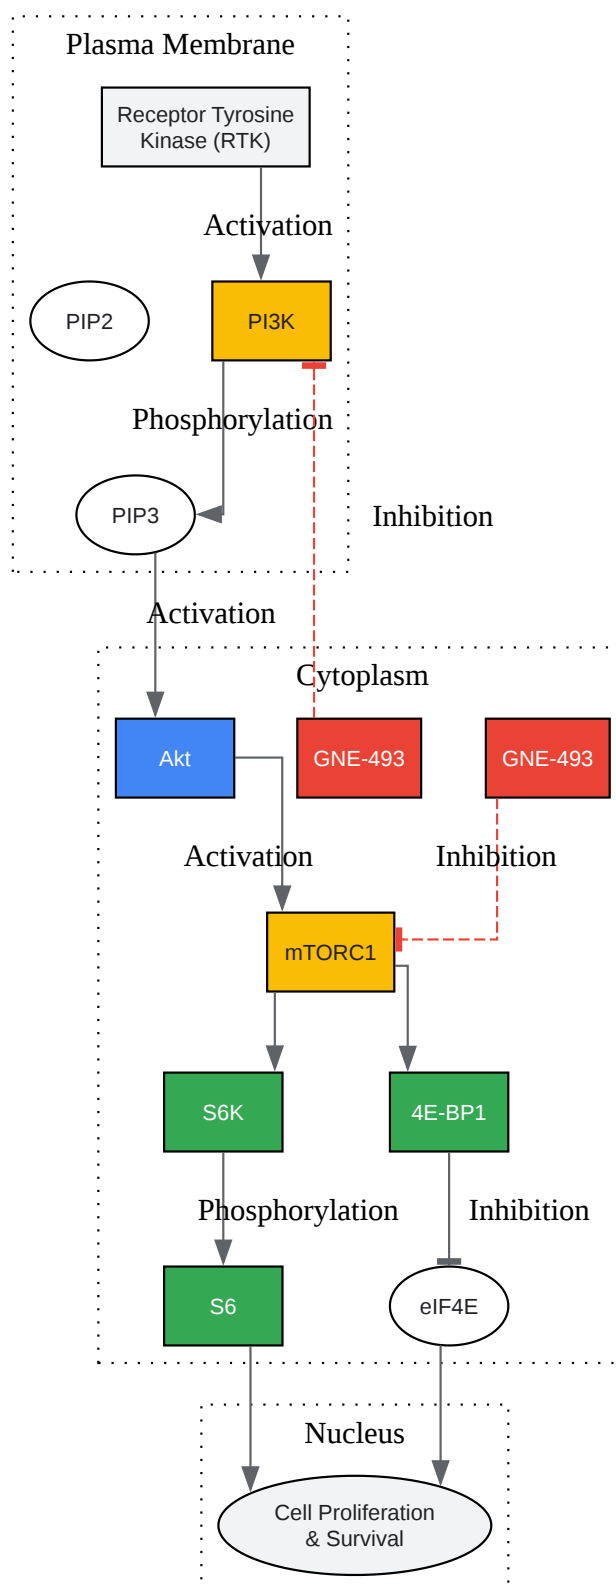 Plasma Membrane
Receptor Tyrosine
Kinase (RTK)
Activation
PIP2
PI3K
Phosphorylation
PIP3
Inhibition
Activation
Cytoplasm
Akt
GNE-493
GNE-493
Activation
Inhibition
mTORC1
S6K
4E-BP1
Phosphorylation
Inhibition
S6
eIF4E
Nucleus
Cell Proliferation
& Survival